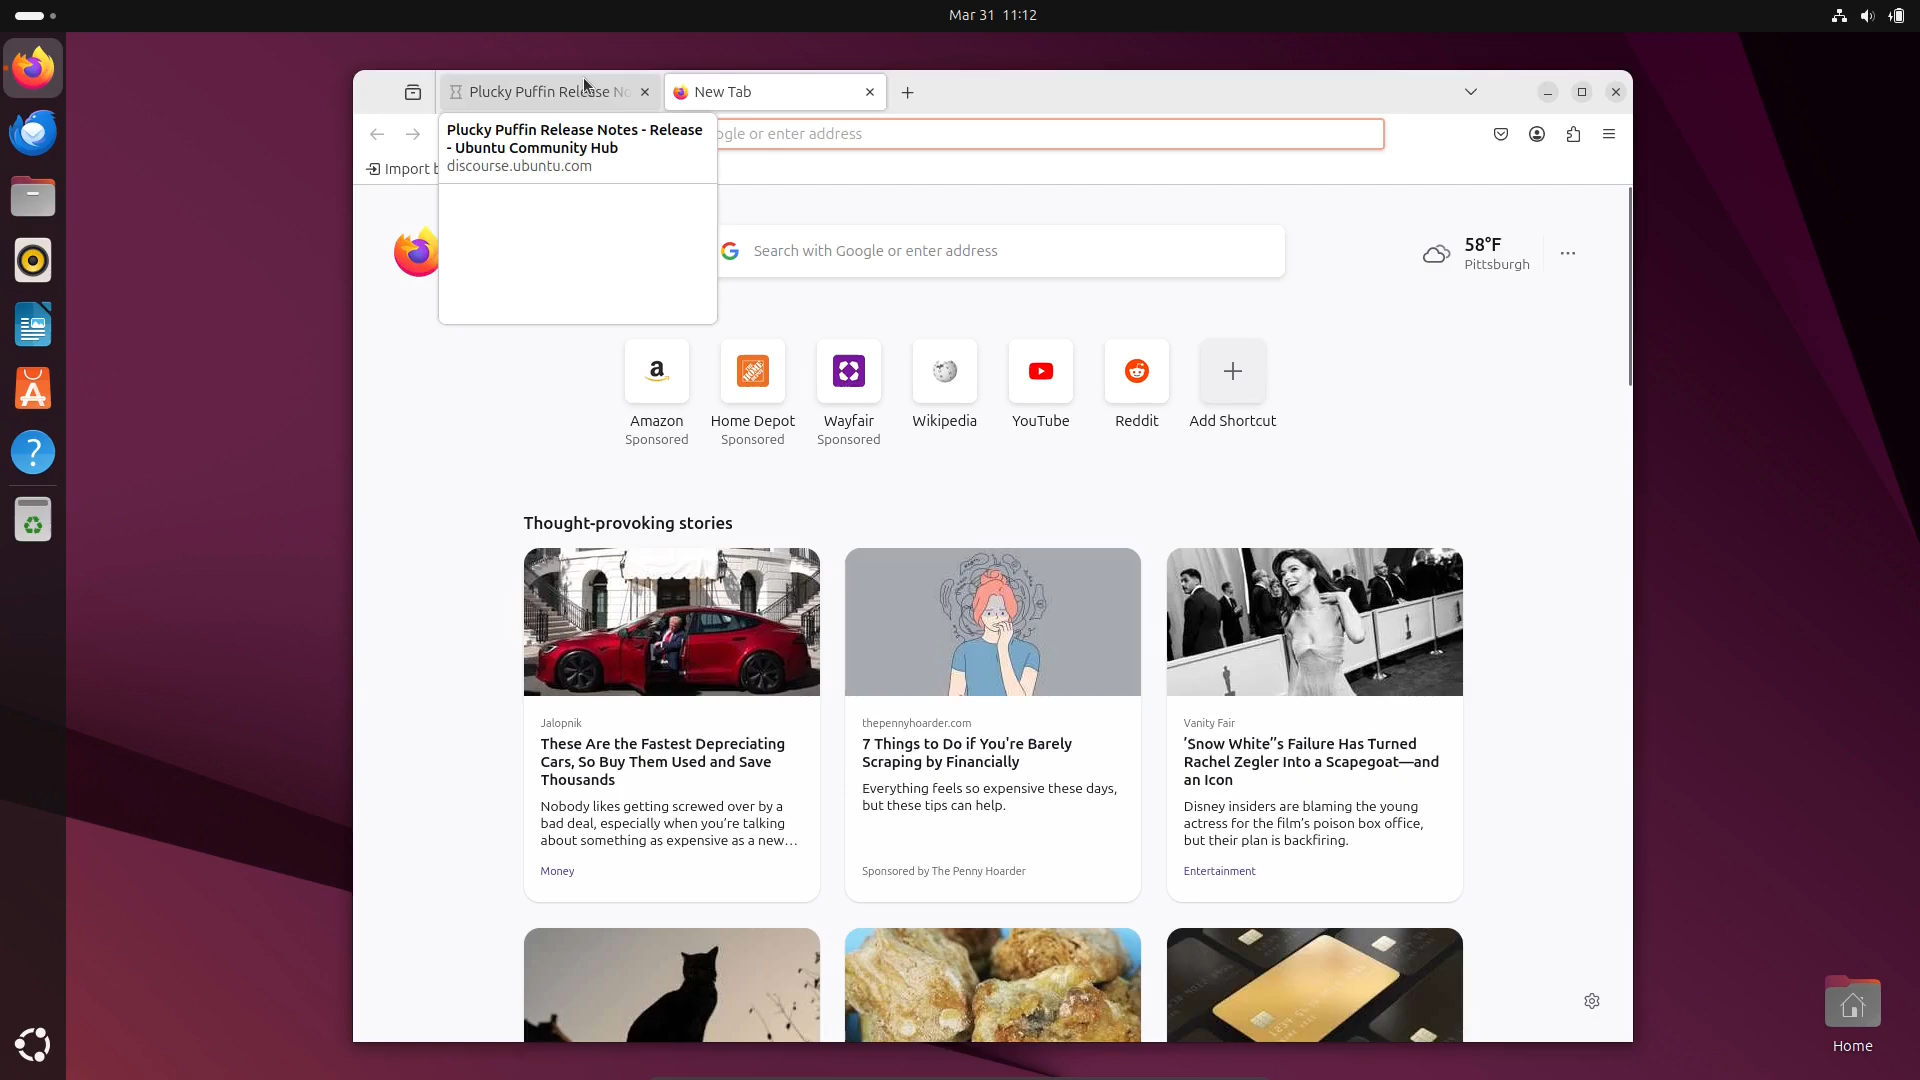 Mar 31 11:12
Plucky Puffin Release No
New Tab
Plucky Puffin Release Notes - Release
- Ubuntu Community Hub
discourse.ubuntu.com
ogle or enter address
Import b
Search with Google or enter address
58°F
Pittsburgh
a
THE HOME DEPOT
Amazon
Sponsored
Home Depot
Sponsored
Wayfair
Sponsored
Wikipedia
YouTube
Reddit
Add Shortcut
Thought-provoking stories
Jalopnik
These Are the Fastest Depreciating
Cars, So Buy Them Used and Save
Thousands
Nobody likes getting screwed over by a
bad deal, especially when you’re talking
about something as expensive as a new…
Money
thepennyhoarder.com
7 Things to Do if You're Barely
Scraping by Financially
Everything feels so expensive these days,
but these tips can help.
Sponsored by The Penny Hoarder
Vanity Fair
'Snow White”s Failure Has Turned
Rachel Zegler Into a Scapegoat—and
an Icon
Disney insiders are blaming the young
actress for the film’s poison box office,
but their plan is backfiring.
Entertainment
Home